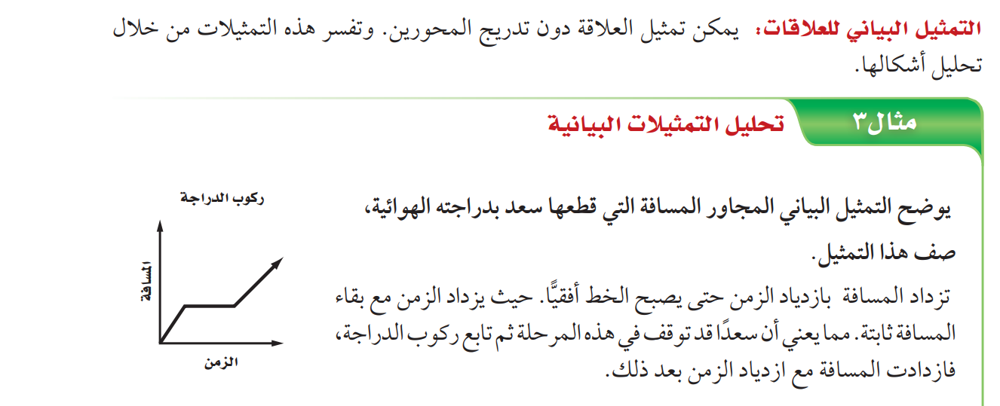 التمثيل البياني للعلاقات: يمكن تمثيل العلاقة دون تدريج المحورين. وتفسر هذه التمثيلات من خلال
تحليل أشكالها.
مثال ٣
تحليل التمثيلات البيانية
يوضح التمثيل البياني المجاور المسافة التي قطعها سعد بدراجته الهوائية،
صف هذا التمثيل.
تزداد المسافة بازدياد الزمن حتى يصبح الخط أفقيًّا. حيث يزداد الزمن مع بقاء
المسافة ثابتة. مما يعني أن سعدًا قد توقف في هذه المرحلة ثم تابع ركوب الدراجة،
فازدادت المسافة مع ازدياد الزمن بعد ذلك.
ركوب الدراجة
المسافة
الزمن